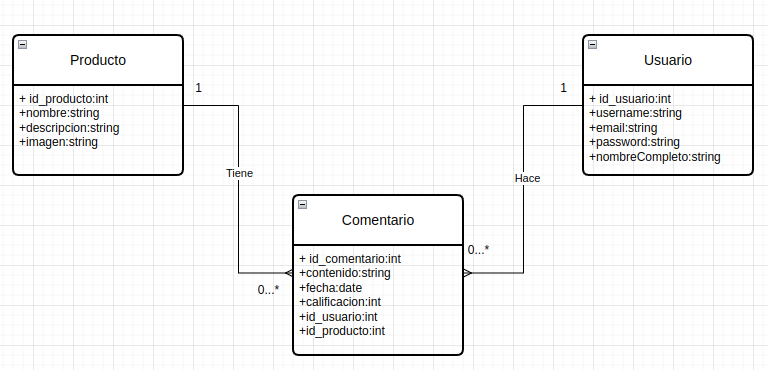 Producto
+ id_producto:int
+nombre:string
+descripcion:string
+imagen:string
1
Tiene
0...*
Usuario
+ id_usuario:int
+username:string
+email:string
+password:string
+nombreCompleto:string
1
Hace
0...*
Comentario
+ id_comentario:int
+contenido:string
+fecha:date
+calificacion:int
+id_usuario:int
+id_producto:int